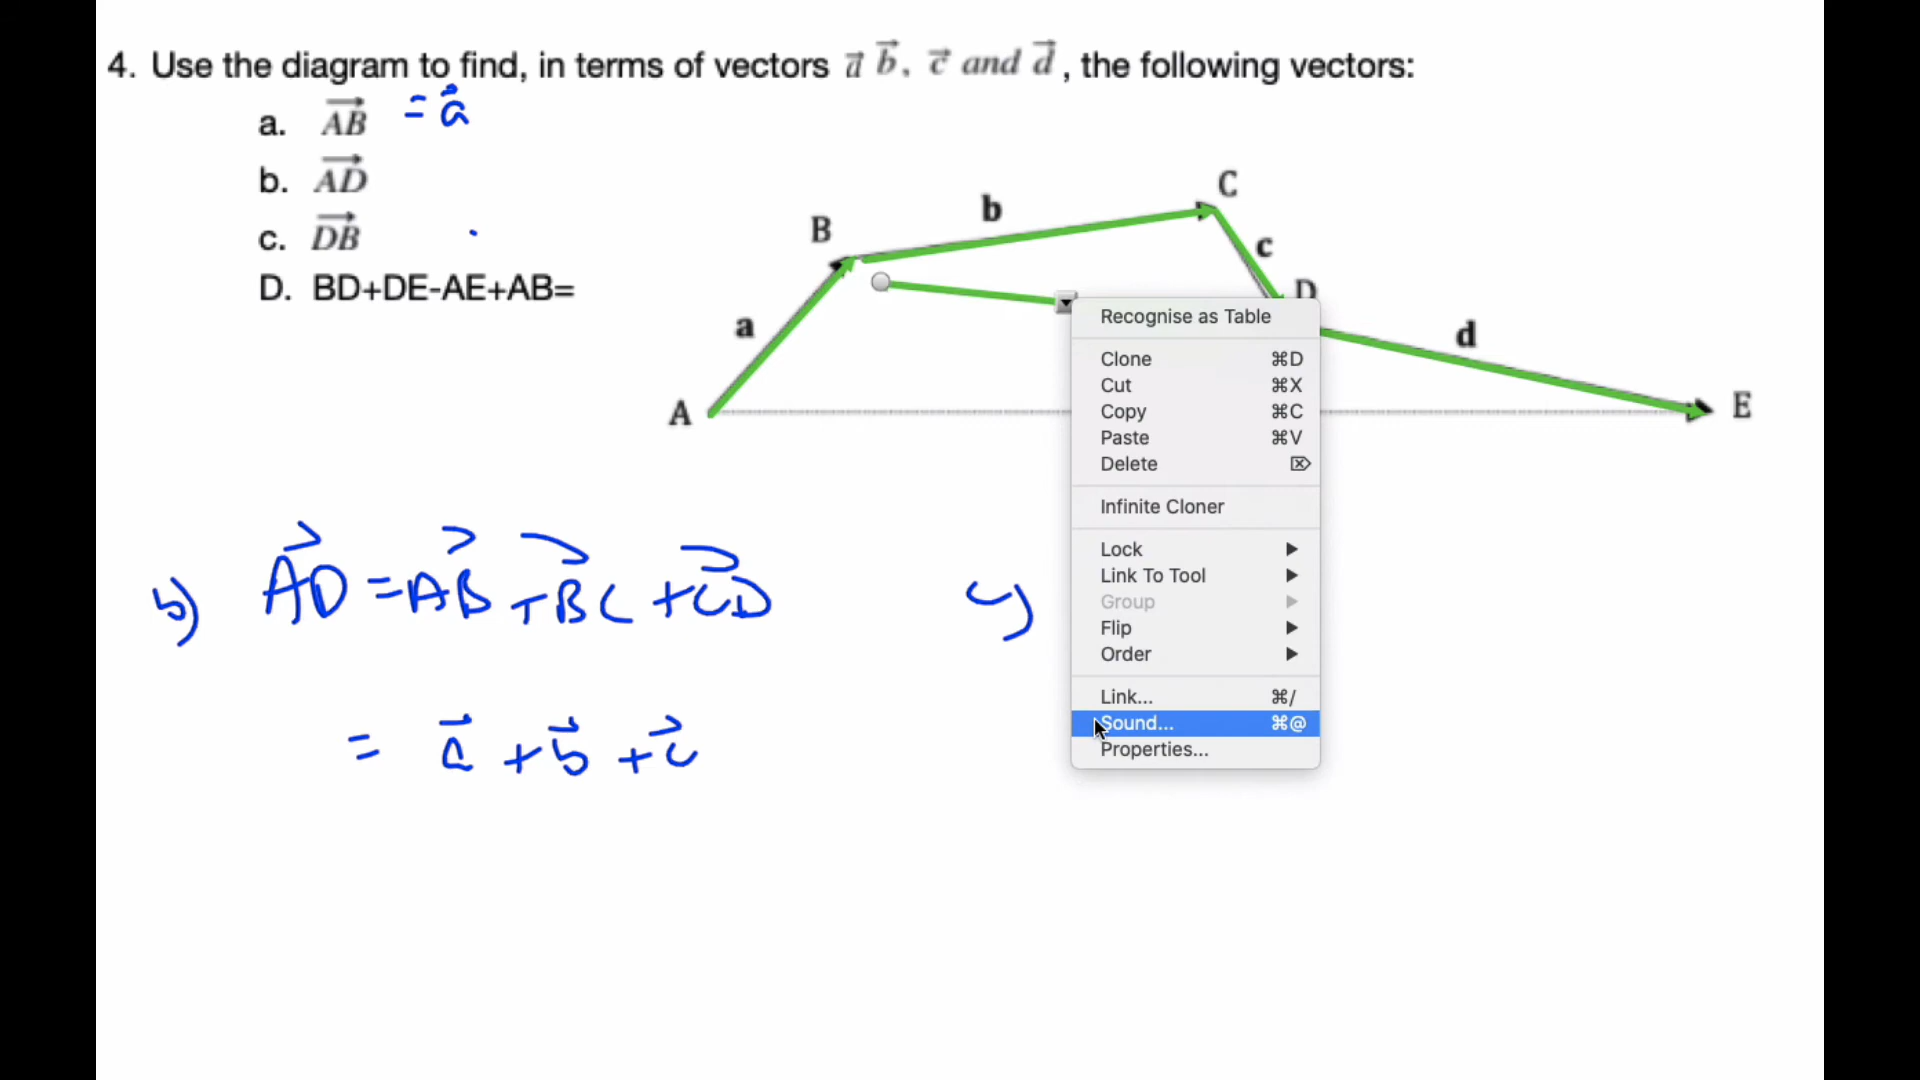 4. Use the diagram to find, in terms of vectors a⃗ b⃗, c⃗ and d⃗, the following vectors:
a. AB⃗ = a⃗
b. AD⃗
c. DB⃗
D. BD+DE-AE+AB=
A
a
B
b
C
c
D
d
E
Recognise as Table
Clone ⌘D
Cut ⌘X
Copy ⌘C
Paste ⌘V
Delete ⌦
Infinite Cloner
Lock ▶
Link To Tool ▶
Group ▶
Flip ▶
Order ▶
Link... ⌘/
Sound... ⌘@
Properties...
b) AD⃗ = AB⃗ + BC⃗ + CD⃗
= a⃗ + b⃗ + c⃗
c)